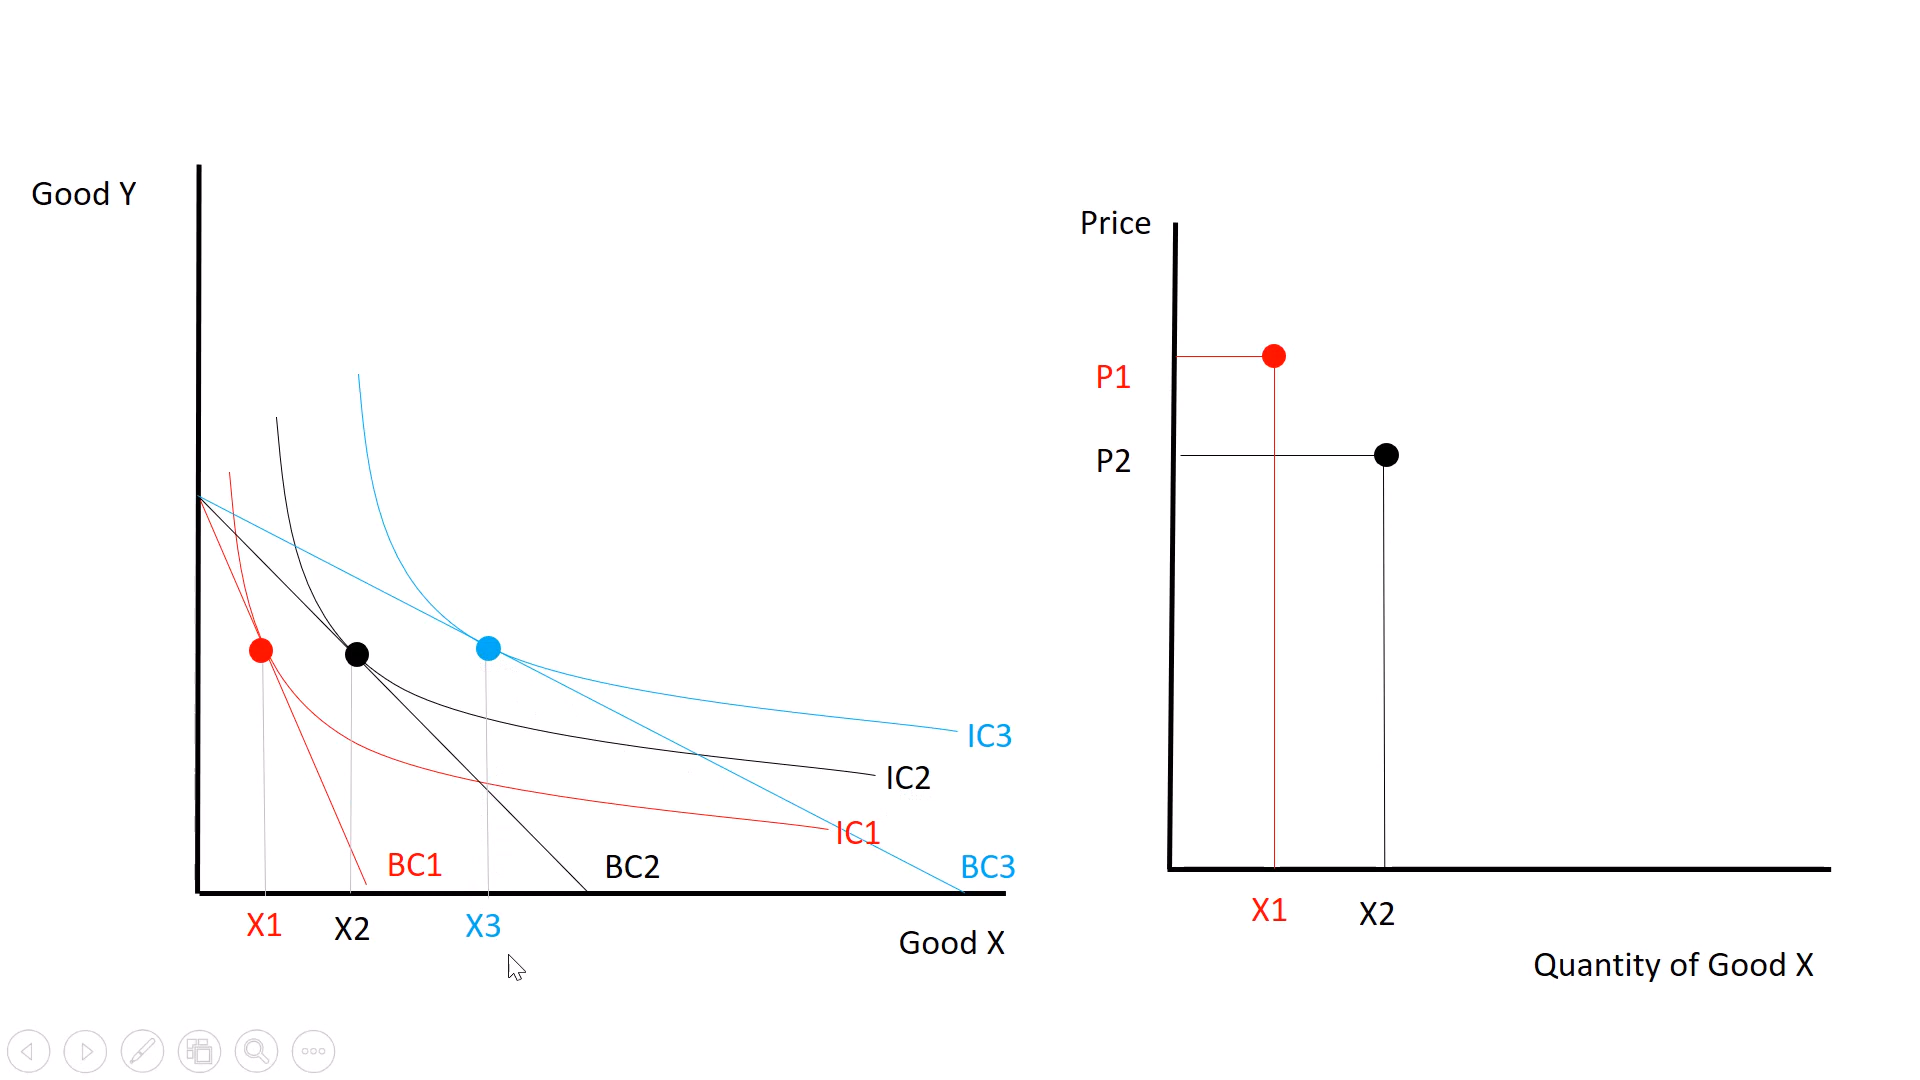 Good Y
IC3
IC2
IC1
BC1
BC2
BC3
X1
X2
X3
Good X
Price
P1
P2
X1
X2
Quantity of Good X